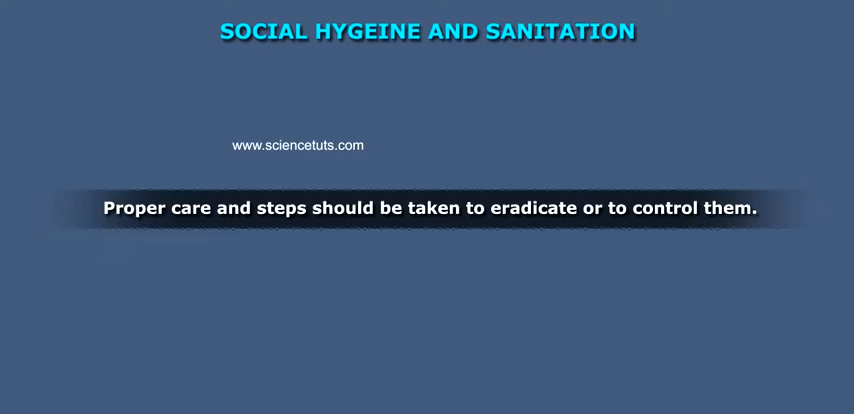 SOCIAL HYGEINE AND SANITATION
www.sciencetuts.com
Proper care and steps should be taken to eradicate or to control them.